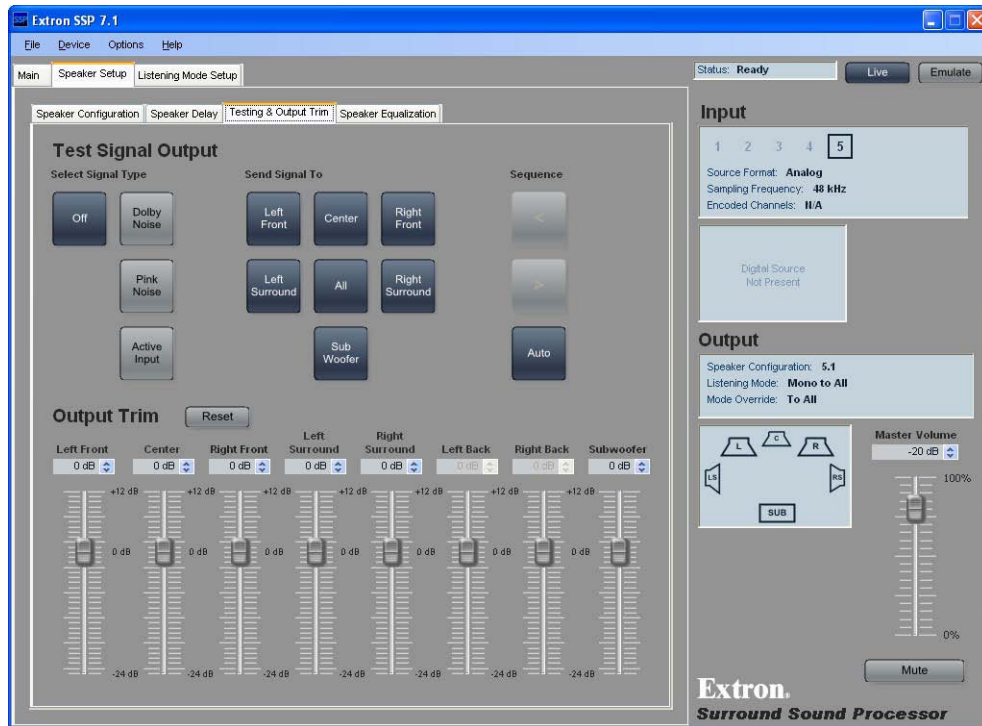 SSP Extron SSP 7.1
File Device Options Help
Main Speaker Setup Listening Mode Setup
Status: Ready Live Emulate
Speaker Configuration Speaker Delay Testing & Output Trim Speaker Equalization
Test Signal Output
Select Signal Type Send Signal To Sequence
Off Dolby Noise Left Front Center Right Front <
Pink Noise Left Surround All Right Surround >
Active Input Sub Woofer Auto
Output Trim Reset
Left Front Center Right Front Left Surround Right Surround Left Back Right Back Subwoofer
0 dB 0 dB 0 dB 0 dB 0 dB 0 dB 0 dB 0 dB
+12 dB +12 dB +12 dB +12 dB +12 dB +12 dB +12 dB
0 dB 0 dB 0 dB 0 dB 0 dB 0 dB 0 dB
-24 dB -24 dB -24 dB -24 dB -24 dB -24 dB -24 dB
Input
1 2 3 4 5
Source Format: Analog
Sampling Frequency: 48 kHz
Encoded Channels: N/A
Digital Source
Not Present
Output
Speaker Configuration: 5.1
Listening Mode: Mono to All
Mode Override: To All
L C R
LS RS
SUB
Master Volume
-20 dB
100%
0%
Mute
Extron.
Surround Sound Processor